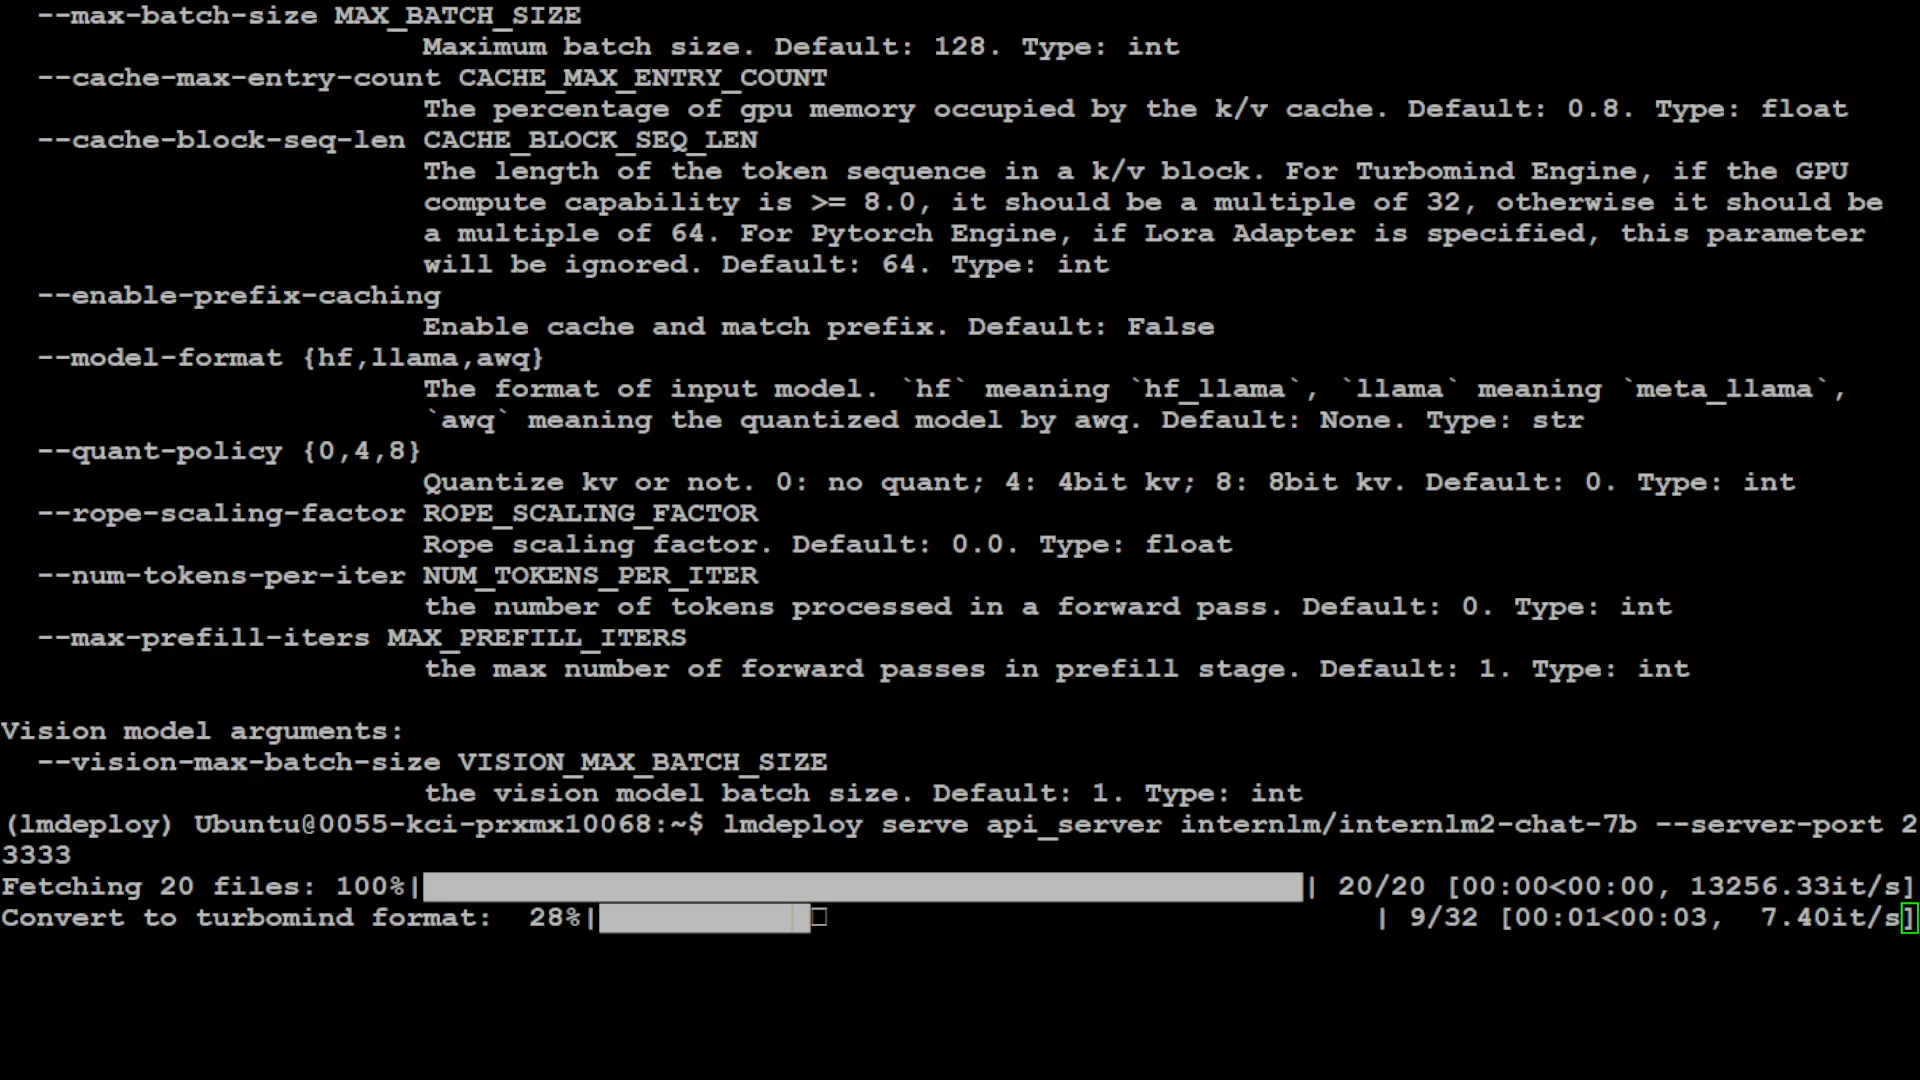 --max-batch-size MAX_BATCH_SIZE
Maximum batch size. Default: 128. Type: int
--cache-max-entry-count CACHE_MAX_ENTRY_COUNT
The percentage of gpu memory occupied by the k/v cache. Default: 0.8. Type: float
--cache-block-seq-len CACHE_BLOCK_SEQ_LEN
The length of the token sequence in a k/v block. For Turbomind Engine, if the GPU
compute capability is >= 8.0, it should be a multiple of 32, otherwise it should be
a multiple of 64. For Pytorch Engine, if Lora Adapter is specified, this parameter
will be ignored. Default: 64. Type: int
--enable-prefix-caching
Enable cache and match prefix. Default: False
--model-format {hf,llama,awq}
The format of input model. `hf` meaning `hf_llama`, `llama` meaning `meta_llama`,
`awq` meaning the quantized model by awq. Default: None. Type: str
--quant-policy {0,4,8}
Quantize kv or not. 0: no quant; 4: 4bit kv; 8: 8bit kv. Default: 0. Type: int
--rope-scaling-factor ROPE_SCALING_FACTOR
Rope scaling factor. Default: 0.0. Type: float
--num-tokens-per-iter NUM_TOKENS_PER_ITER
the number of tokens processed in a forward pass. Default: 0. Type: int
--max-prefill-iters MAX_PREFILL_ITERS
the max number of forward passes in prefill stage. Default: 1. Type: int
Vision model arguments:
--vision-max-batch-size VISION_MAX_BATCH_SIZE
the vision model batch size. Default: 1. Type: int
(lmdeploy) Ubuntu@0055-kci-prxmx10068:~$ lmdeploy serve api_server internlm/internlm2-chat-7b --server-port 2
3333
Fetching 20 files: 100%| | 20/20 [00:00<00:00, 13256.33it/s]
Convert to turbomind format: 28%| | 9/32 [00:01<00:03, 7.40it/s]